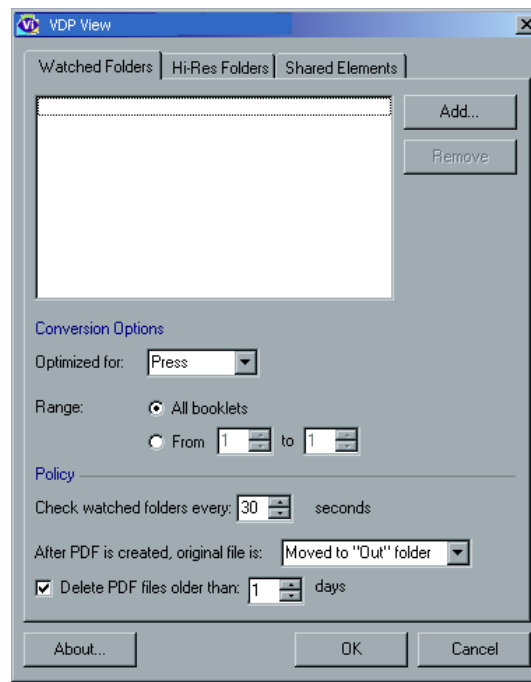 Vi VDP View
Watched Folders Hi-Res Folders Shared Elements
Add...
Remove
Conversion Options
Optimized for: Press
Range: All booklets
From 1 to 1
Policy
Check watched folders every: 30 seconds
After PDF is created, original file is: Moved to "Out" folder
Delete PDF files older than: 1 days
About... OK Cancel